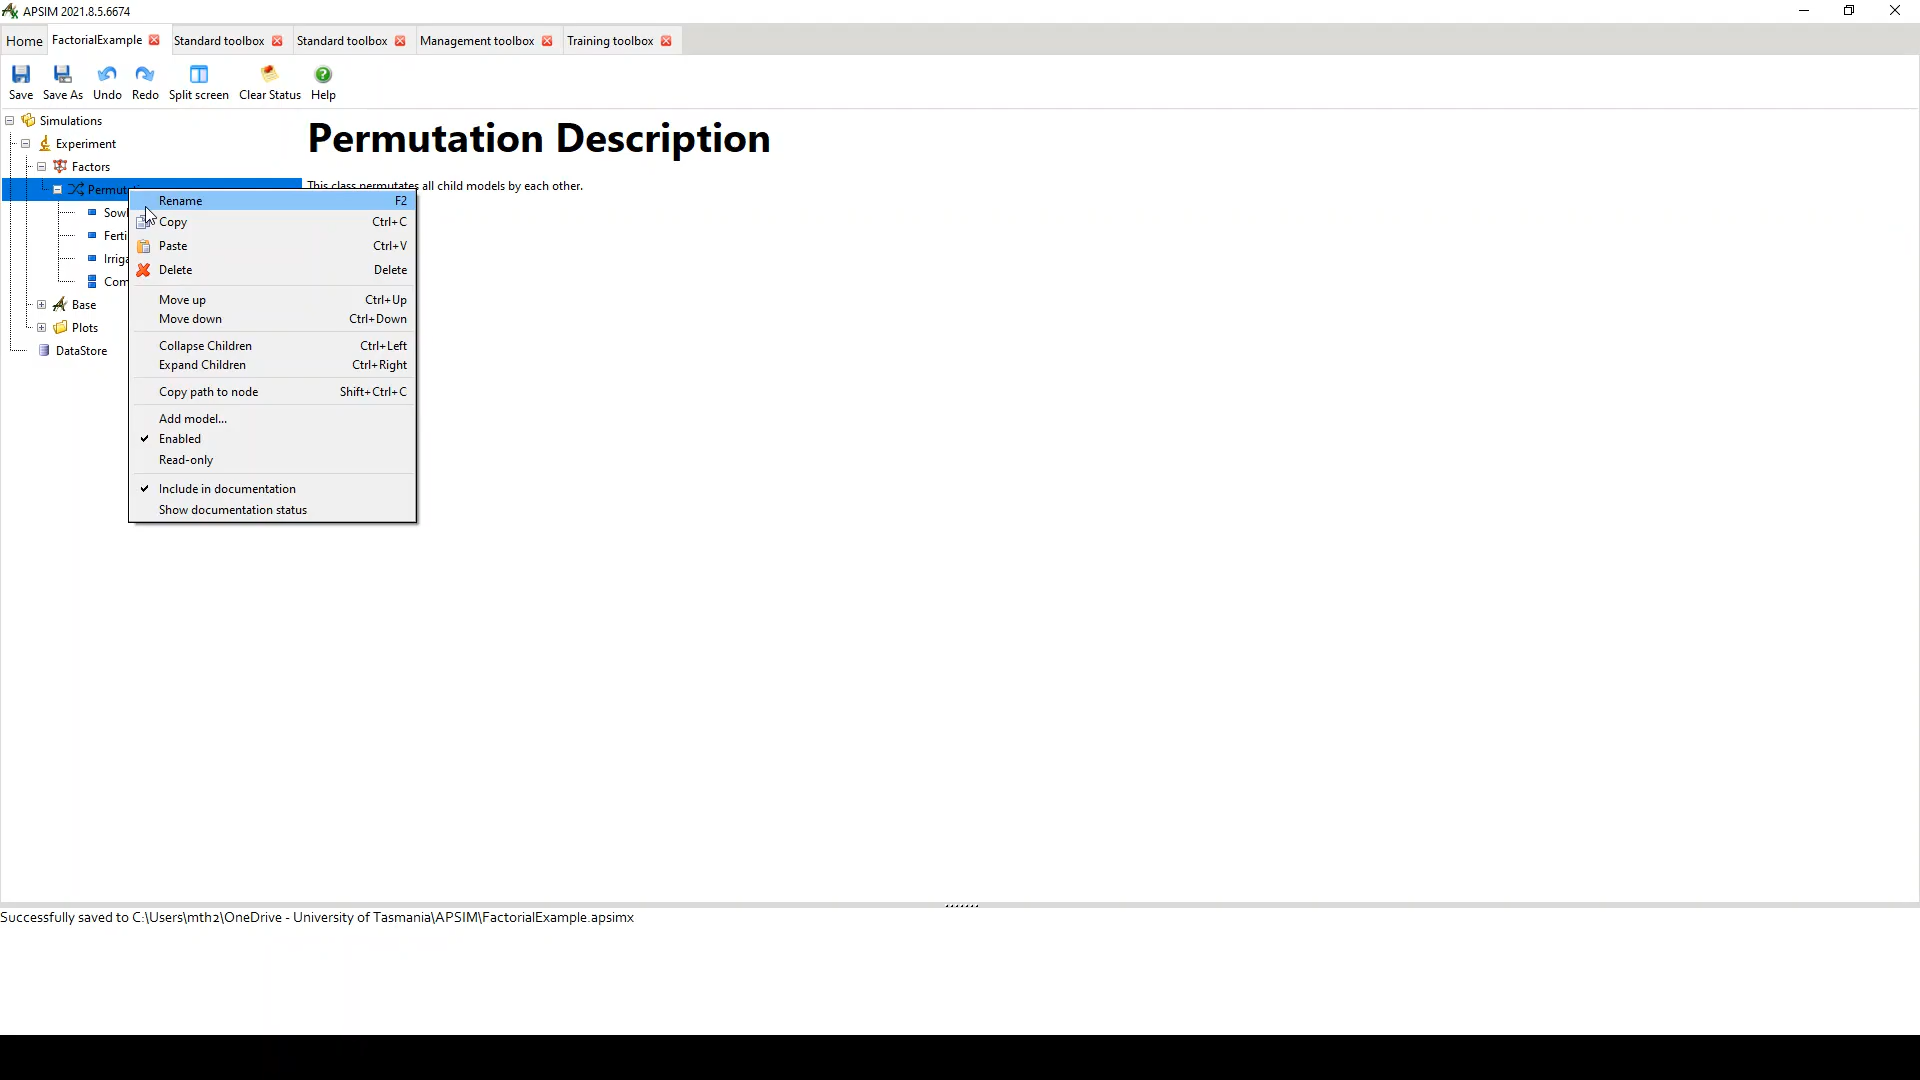 APSIM 2021.8.5.6674
Home FactorialExample Standard toolbox Standard toolbox Management toolbox Training toolbox
Save Save As Undo Redo Split screen Clear Status Help
Simulations
Experiment
Factors
Permut
Sow
Ferti
Irriga
Com
Base
Plots
DataStore
Permutation Description
This class permutates all child models by each other.
Rename F2
Copy Ctrl+C
Paste Ctrl+V
Delete Delete
Move up Ctrl+Up
Move down Ctrl+Down
Collapse Children Ctrl+Left
Expand Children Ctrl+Right
Copy path to node Shift+Ctrl+C
Add model...
Enabled
Read-only
Include in documentation
Show documentation status
Successfully saved to C:\Users\mth2\OneDrive - University of Tasmania\APSIM\FactorialExample.apsimx